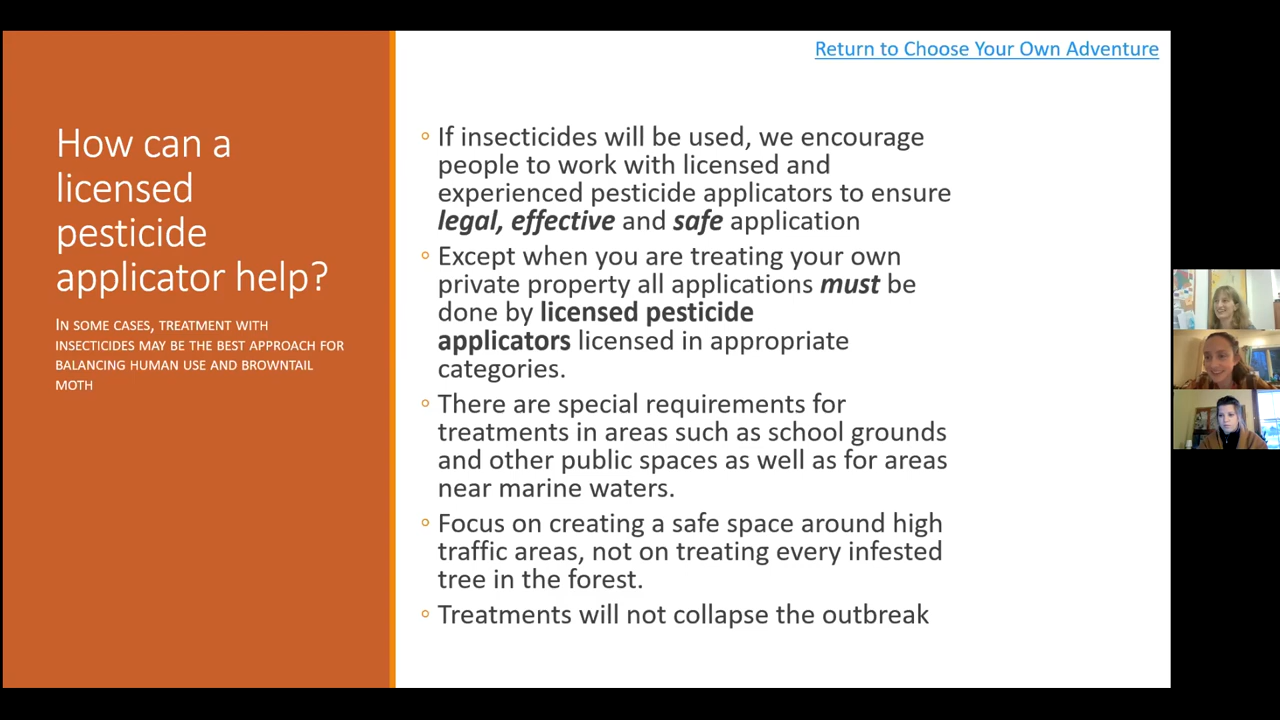 Return to Choose Your Own Adventure
How can a
licensed
pesticide
applicator help?
IN SOME CASES, TREATMENT WITH
INSECTICIDES MAY BE THE BEST APPROACH FOR
BALANCING HUMAN USE AND BROWNTAIL
MOTH
◦ If insecticides will be used, we encourage
people to work with licensed and
experienced pesticide applicators to ensure
legal, effective and safe application
◦ Except when you are treating your own
private property all applications must be
done by licensed pesticide
applicators licensed in appropriate
categories.
◦ There are special requirements for
treatments in areas such as school grounds
and other public spaces as well as for areas
near marine waters.
◦ Focus on creating a safe space around high
traffic areas, not on treating every infested
tree in the forest.
◦ Treatments will not collapse the outbreak